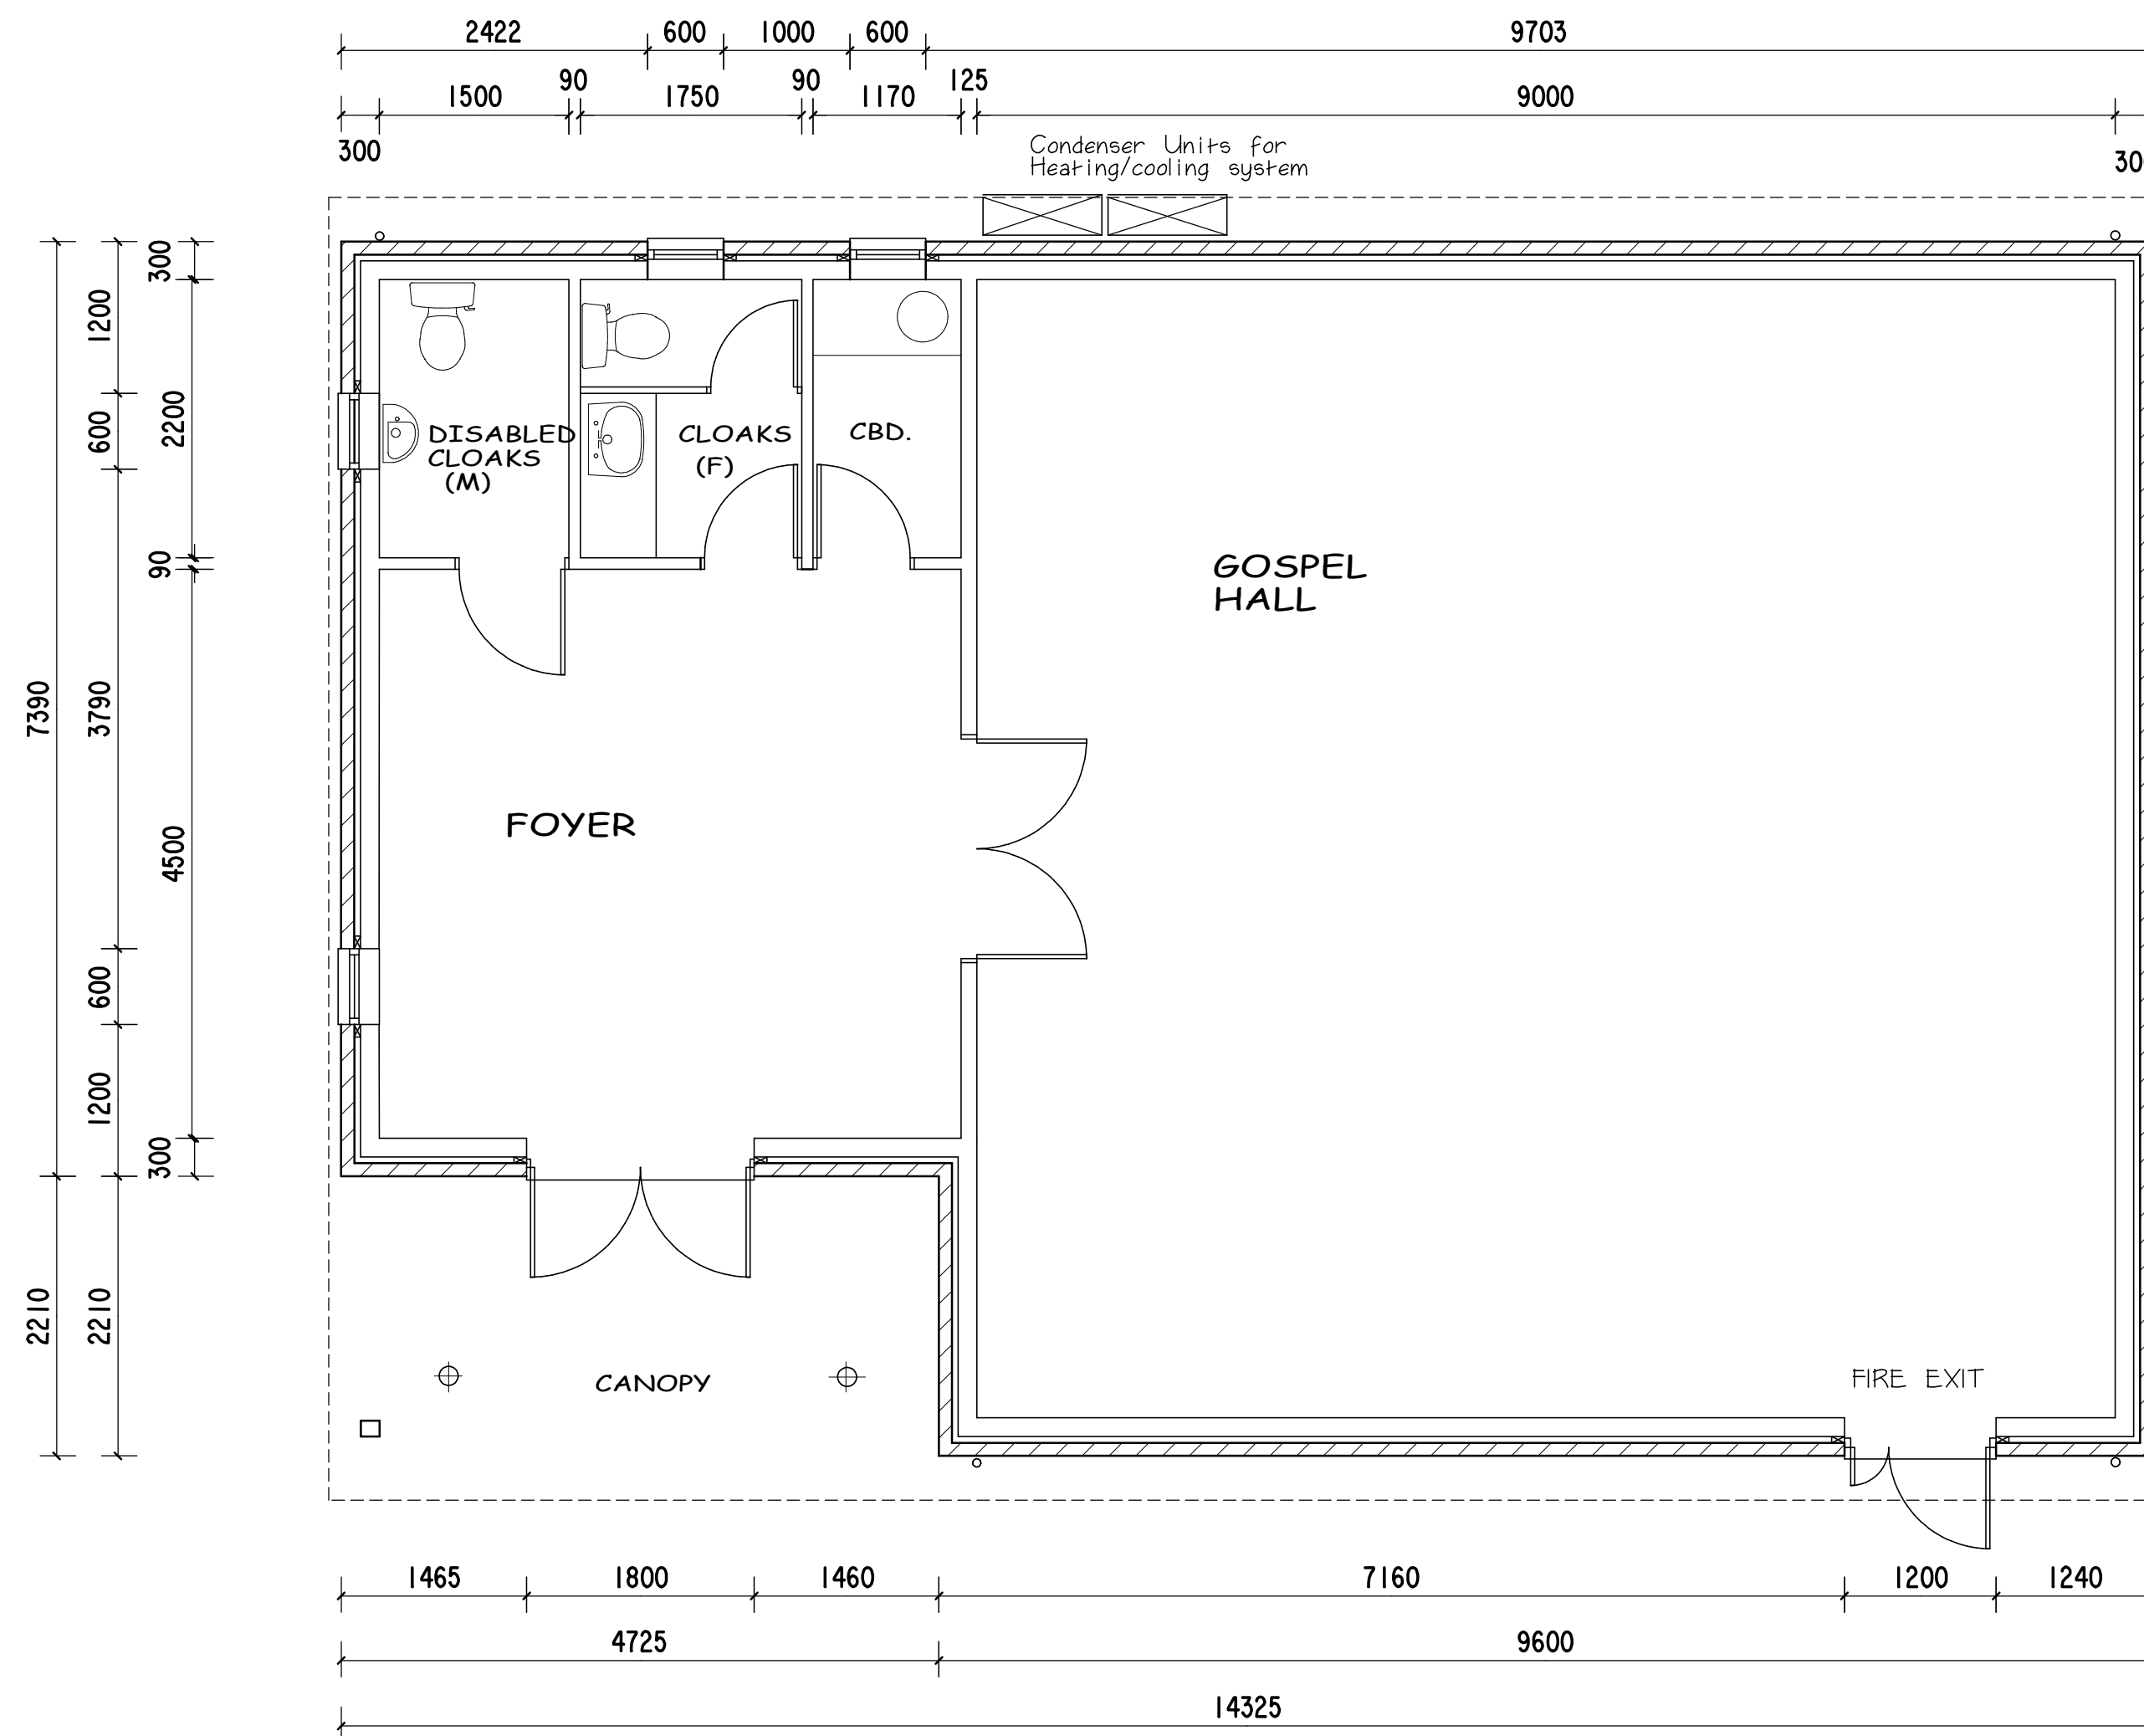 2422 600 1000 600 9703
90 90 125
1500 1750 1170 9000
300
Condenser Units for
Heating/cooling system
300
1200
600
2200
DISABLED
CLOAKS
(M)
CLOAKS
(F)
CBD.
90
GOSPEL
HALL
7390
3790
FOYER
4500
600
1200
300
2210
2210
CANOPY
FIRE EXIT
1465 1800 1460 7160 1200 1240
4725 9600
14325